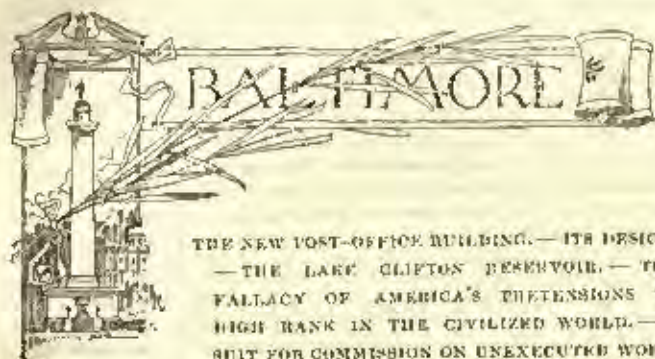 BALTIMORE
THE NEW POST-OFFICE BUILDING. — ITS DESIG
— THE LAKE CLIFTON RESERVOIR. — T
FALLACY OF AMERICA'S PRETENSIONS
HIGH RANK IN THE CIVILIZED WORLD. —
SUIT FOR COMMISSION ON UNEXECUTED WOR